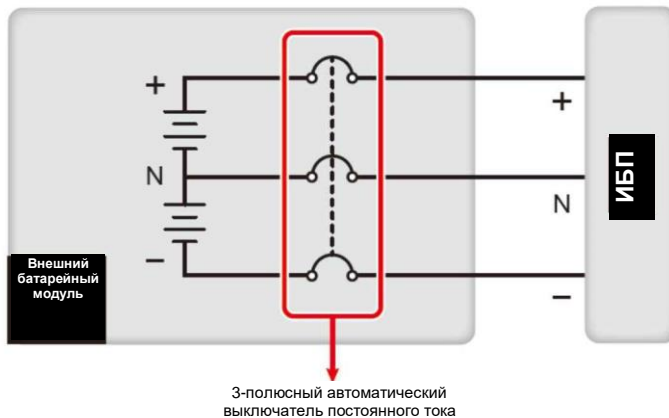 +
+
ИБП
N
N
Внешний
батарейный
модуль
–
–
3-полюсный автоматический
выключатель постоянного тока